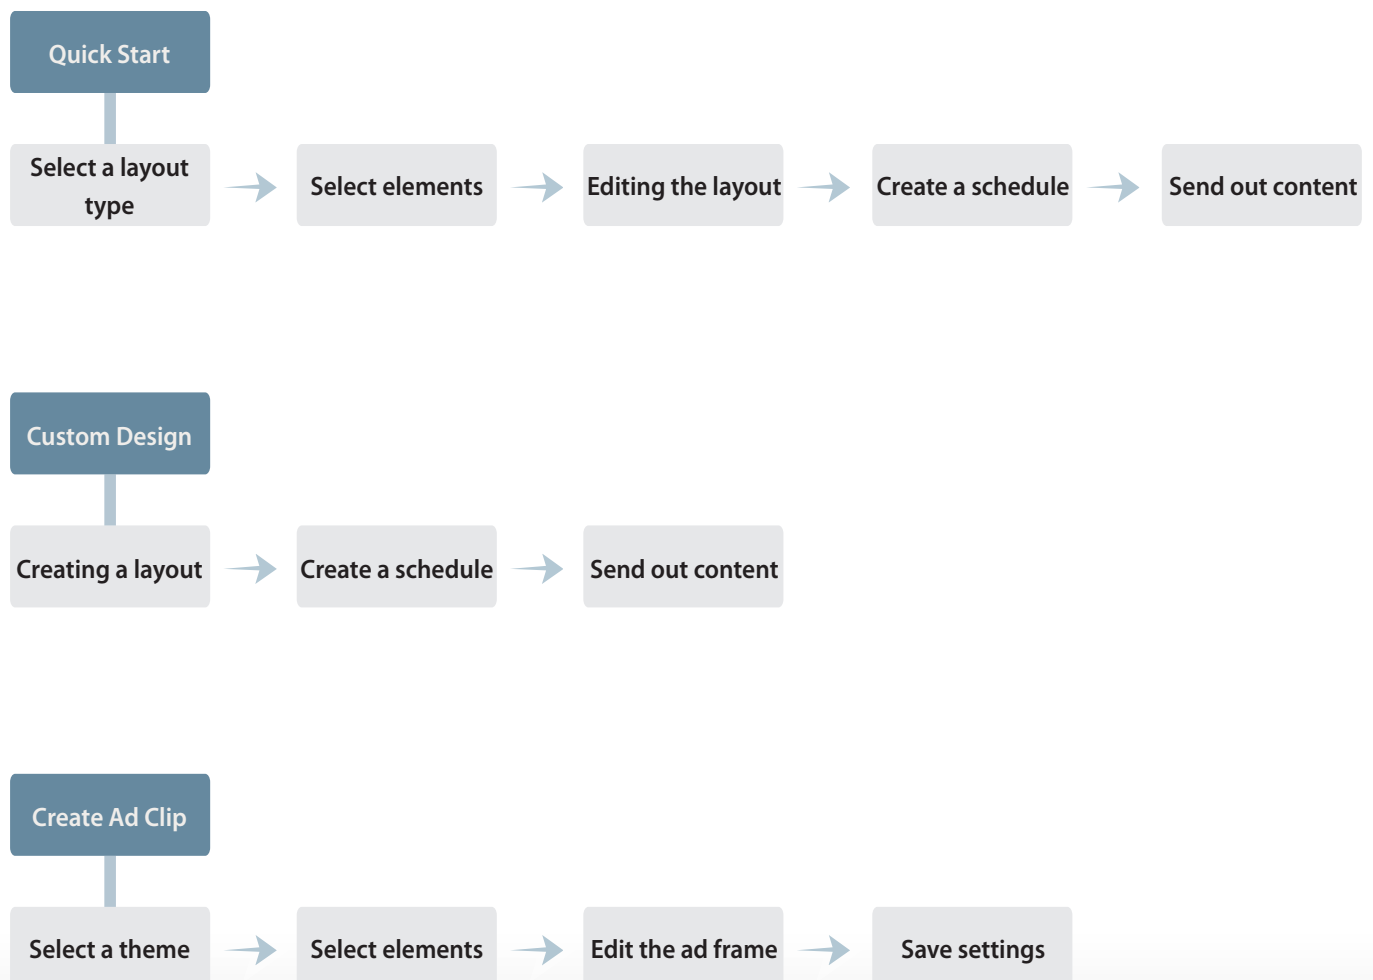 Quick Start
Select a layout
type
Select elements
Editing the layout
Create a schedule
Send out content
Custom Design
Creating a layout
Create a schedule
Send out content
Create Ad Clip
Select a theme
Select elements
Edit the ad frame
Save settings